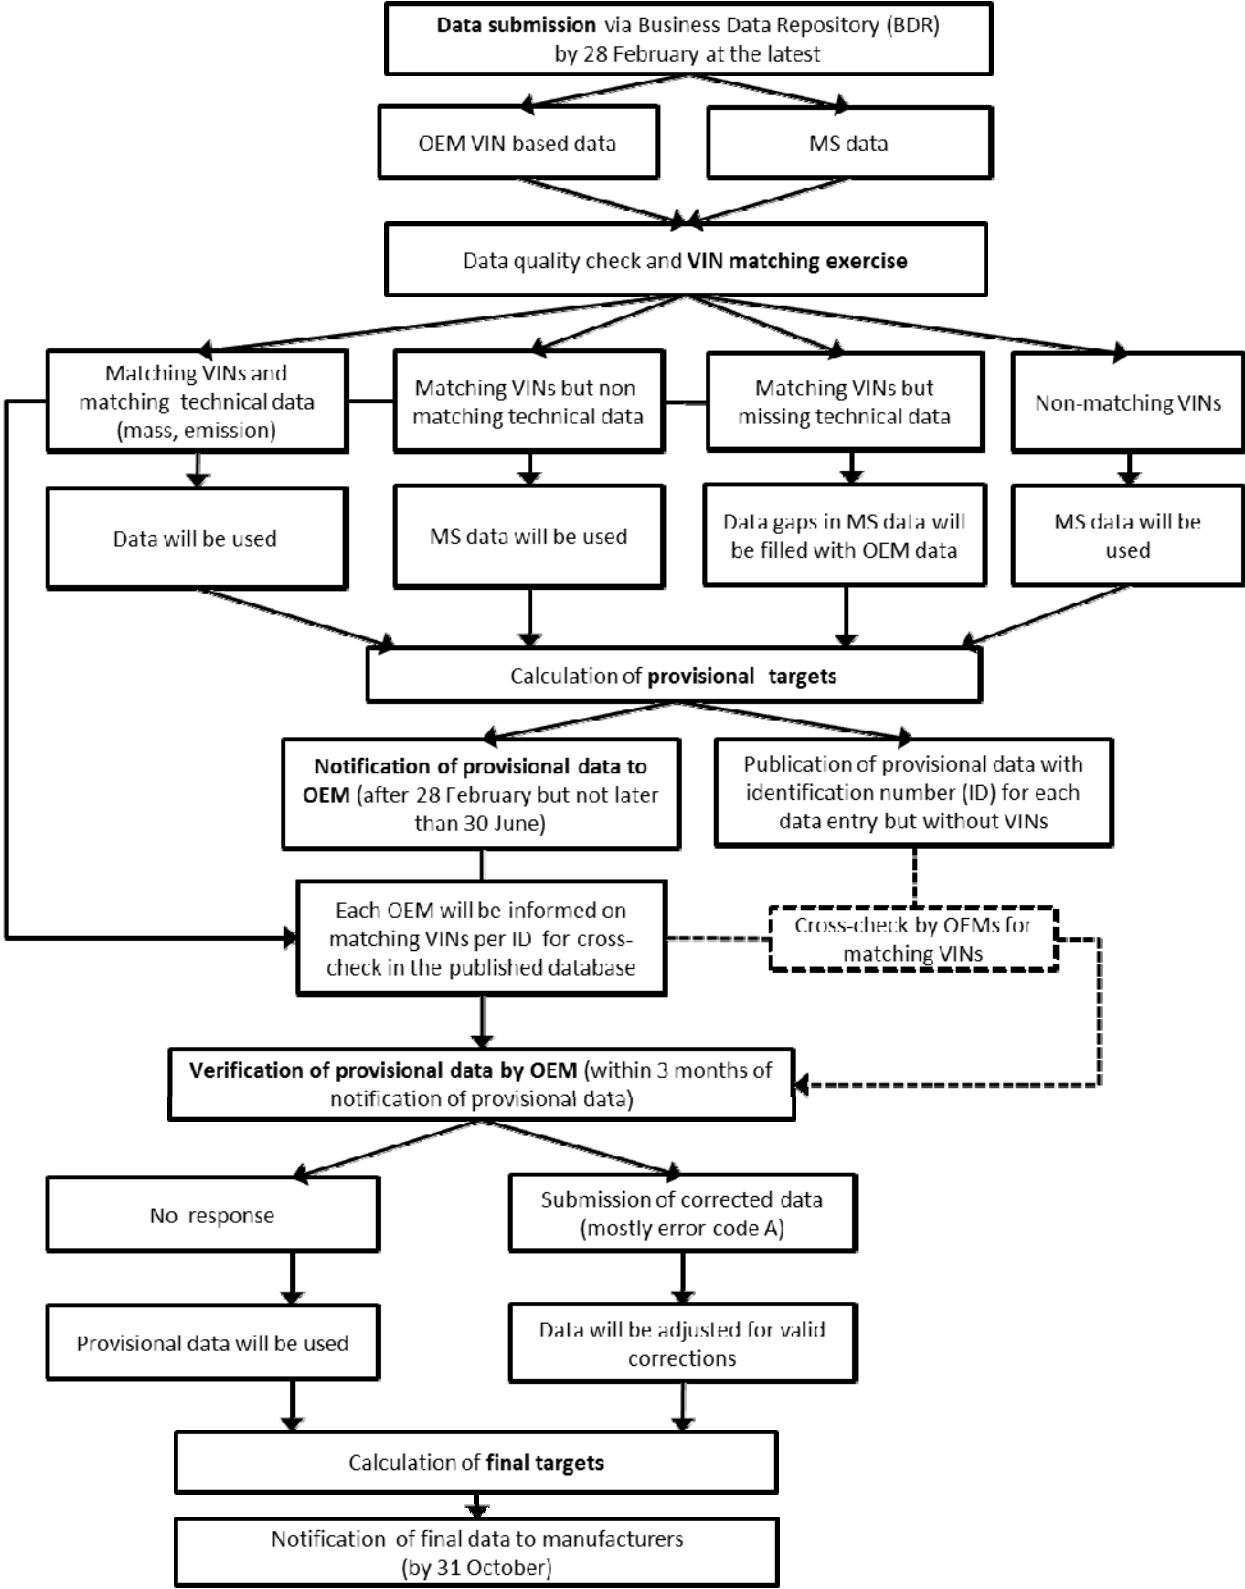 Data submission via Business Data Repository (BDR)
by 28 February at the latest
OEM VIN based data
MS data
Data quality check and VIN matching exercise
Matching VINs and
matching technical data
(mass, emission)
Matching VINs but non
matching technical data
Matching VINs but
missing technical data
Non-matching VINs
Data will be used
MS data will be used
Data gaps in MS data will
be filled with OEM data
MS data will be
used
Calculation of provisional targets
Notification of provisional data to
OEM (after 28 February but not later
than 30 June)
Publication of provisional data with
identification number (ID) for each
data entry but without VINs
Each OEM will be informed on
matching VINs per ID for cross-
check in the published database
Cross-check by OEMs for
matching VINs
Verification of provisional data by OEM (within 3 months of
notification of provisional data)
No response
Submission of corrected data
(mostly error code A)
Provisional data will be used
Data will be adjusted for valid
corrections
Calculation of final targets
Notification of final data to manufacturers
(by 31 October)